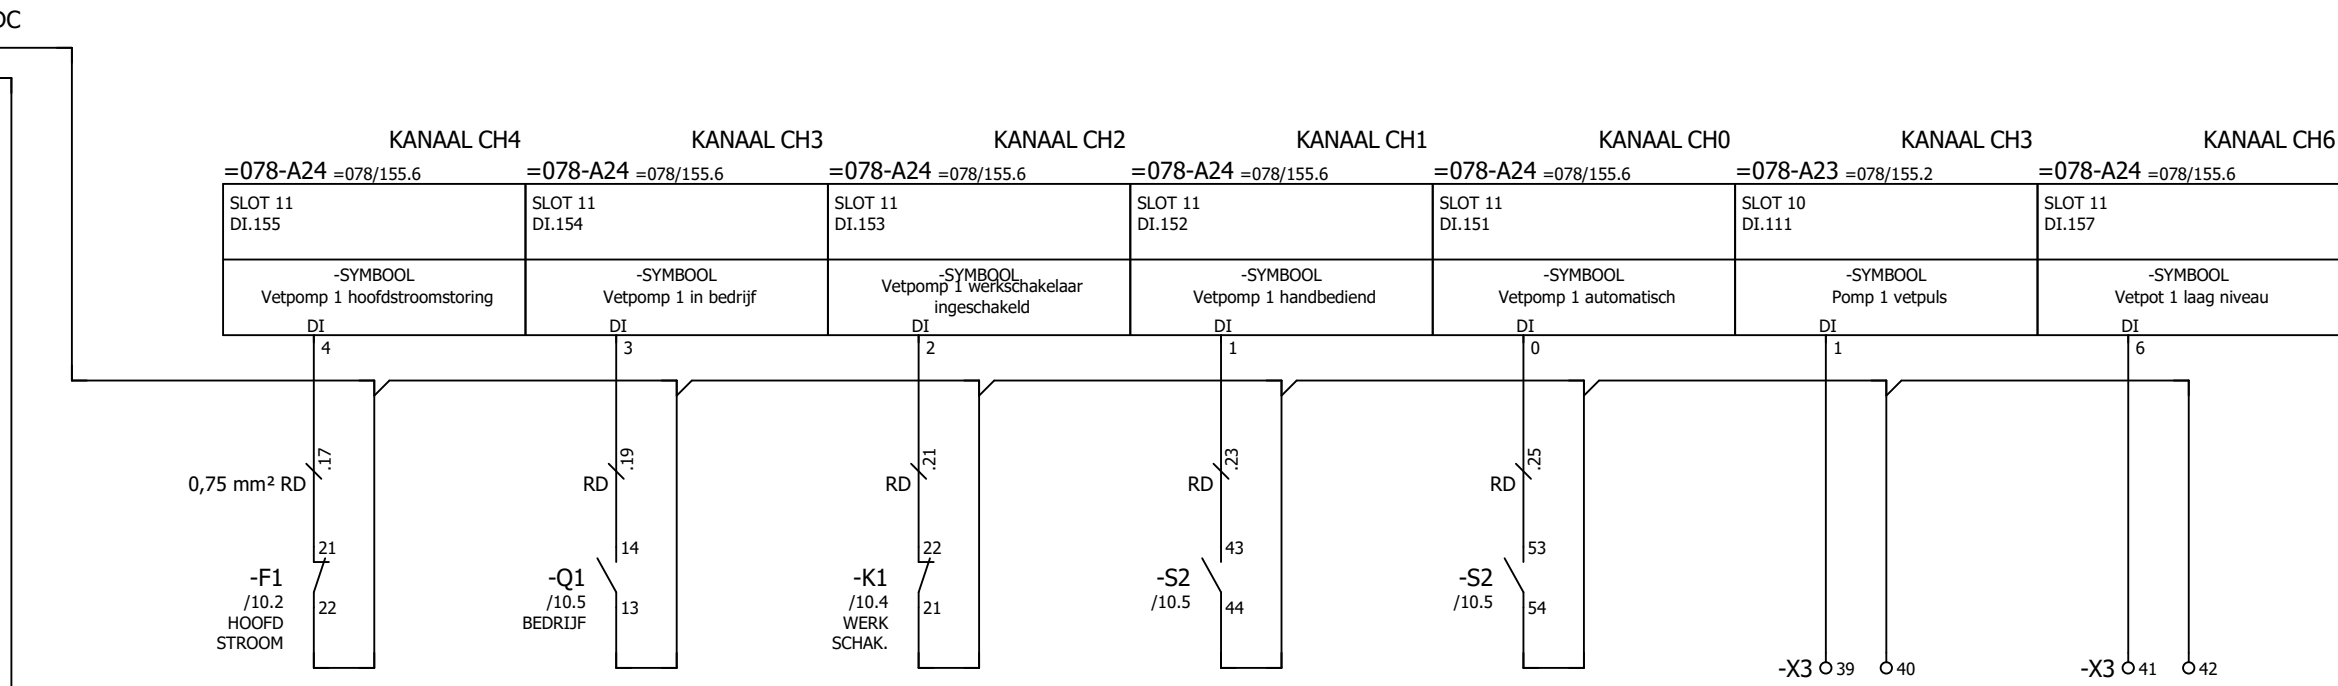 DC
KANAAL CH4 KANAAL CH3 KANAAL CH2 KANAAL CH1 KANAAL CH0 KANAAL CH3 KANAAL CH6
=078-A24 =078/155.6 =078-A24 =078/155.6 =078-A24 =078/155.6 =078-A24 =078/155.6 =078-A24 =078/155.6 =078-A23 =078/155.2 =078-A24 =078/155.6
SLOT 11 SLOT 11 SLOT 11 SLOT 11 SLOT 11 SLOT 10 SLOT 11
DI.155 DI.154 DI.153 DI.152 DI.151 DI.111 DI.157
-SYMBOOL -SYMBOOL -SYMBOOL -SYMBOOL -SYMBOOL -SYMBOOL -SYMBOOL
Vetpomp 1 hoofdstroomstoring Vetpomp 1 in bedrijf Vetpomp 1 werkschakelaar Vetpomp 1 handbediend Vetpomp 1 automatisch Pomp 1 vetpuls Vetpot 1 laag niveau
ingeschakeld
DI DI DI DI DI DI DI
4 3 2 1 0 1 6
.17 .19 .21 .23 .25
0,75 mm² RD RD RD RD RD
21 14 22 43 53
-F1 -Q1 -K1 -S2 -S2
/10.2 /10.5 /10.4 /10.5 /10.5
22 13 21 44 54
HOOFD BEDRIJF WERK
STROOM SCHAK.
-X3 39 40 -X3 41 42